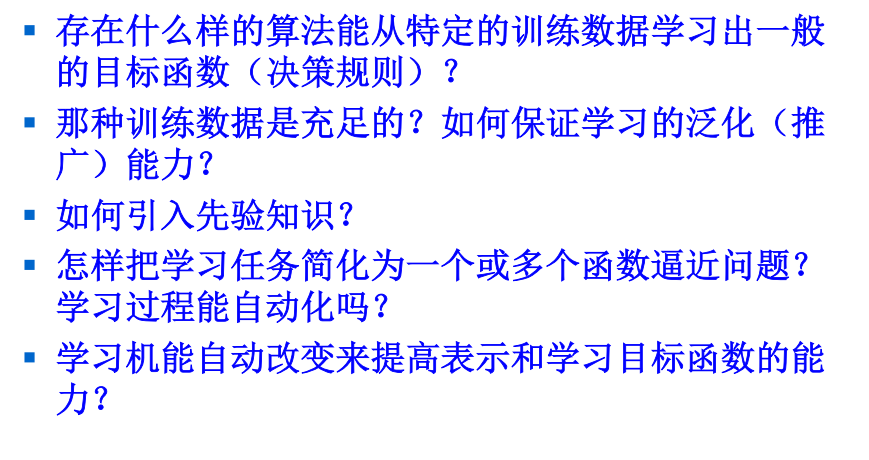 ▪ 存在什么样的算法能从特定的训练数据学习出一般
的目标函数（决策规则）？
▪ 那种训练数据是充足的？如何保证学习的泛化（推
广）能力？
▪ 如何引入先验知识？
▪ 怎样把学习任务简化为一个或多个函数逼近问题？
学习过程能自动化吗？
▪ 学习机能自动改变来提高表示和学习目标函数的能
力？